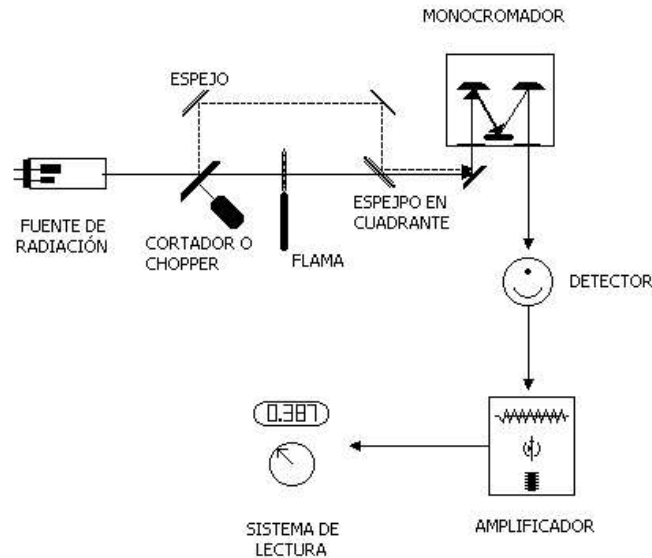 MONOCROMADOR
ESPEJO
FUENTE DE
RADIACIÓN
CORTADOR O
CHOPPER
FLAMA
ESPEJPO EN
CUADRANTE
DETECTOR
0.387
SISTEMA DE
LECTURA
AMPLIFICADOR